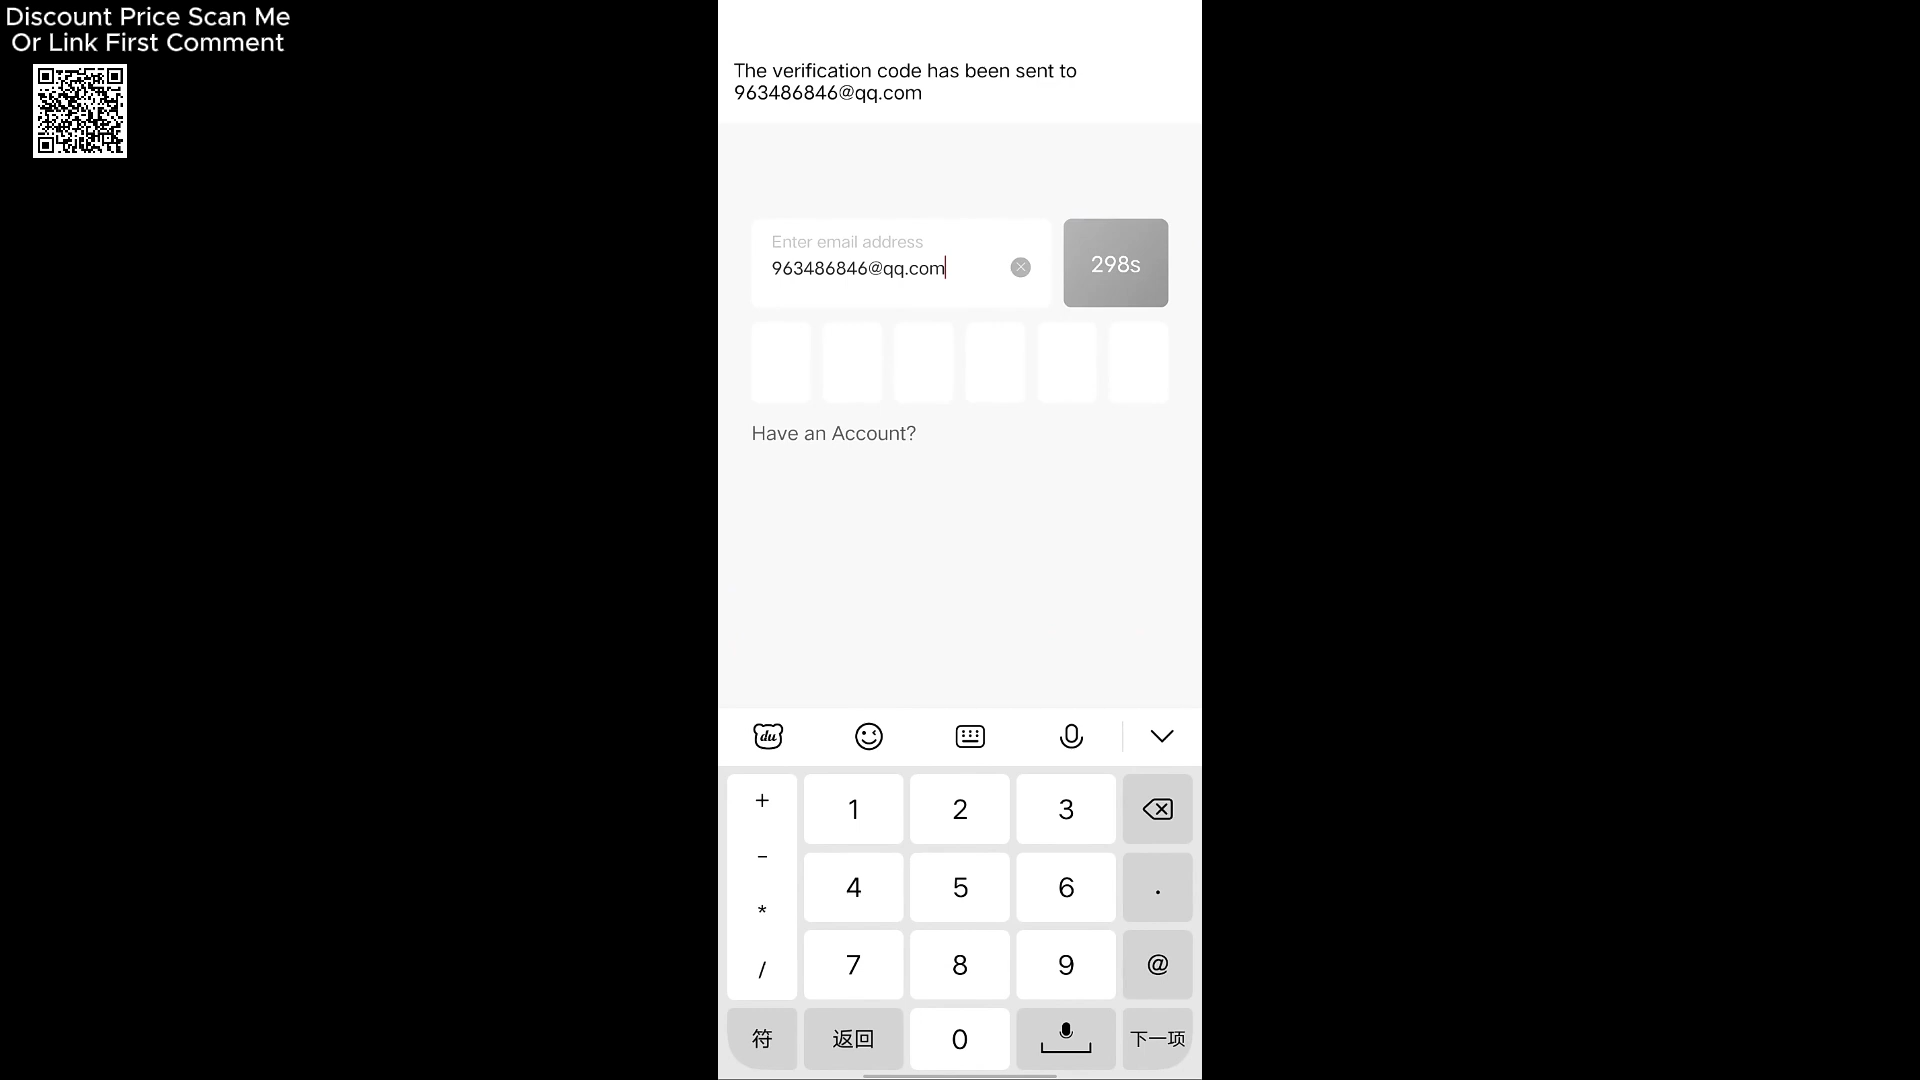 Discount Price Scan Me
Or Link First Comment
The verification code has been sent to
963486846@qq.com
Enter email address
963486846@qq.com
298s
Have an Account?
du
+
1
2
3
-
4
5
6
.
*
7
8
9
@
/
符
返回
0
下一项